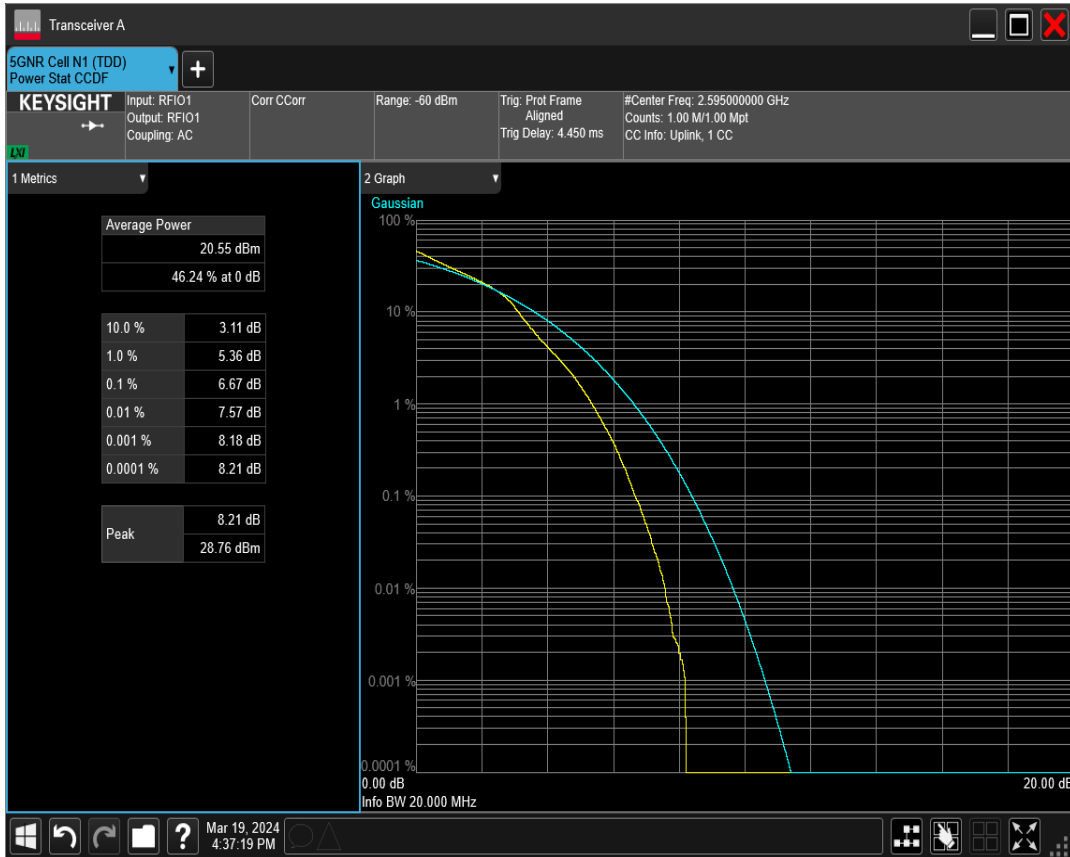 Transceiver A
5GNR Cell N1 (TDD)
Power Stat CCDF
KEYSIGHT
LXI
Input: RFIO1
Output: RFIO1
Coupling: AC
Corr CCorr
Range: -60 dBm
Trig: Prot Frame
Aligned
Trig Delay: 4.450 ms
#Center Freq: 2.595000000 GHz
Counts: 1.00 M/1.00 Mpt
CC Info: Uplink, 1 CC
1 Metrics
Average Power
20.55 dBm
46.24 % at 0 dB
10.0 % 3.11 dB
1.0 % 5.36 dB
0.1 % 6.67 dB
0.01 % 7.57 dB
0.001 % 8.18 dB
0.0001 % 8.21 dB
Peak
8.21 dB
28.76 dBm
2 Graph
Gaussian
100 %
10 %
1 %
0.1 %
0.01 %
0.001 %
0.0001 %
0.00 dB 20.00 dB
Info BW 20.000 MHz
?
Mar 19, 2024
4:37:19 PM